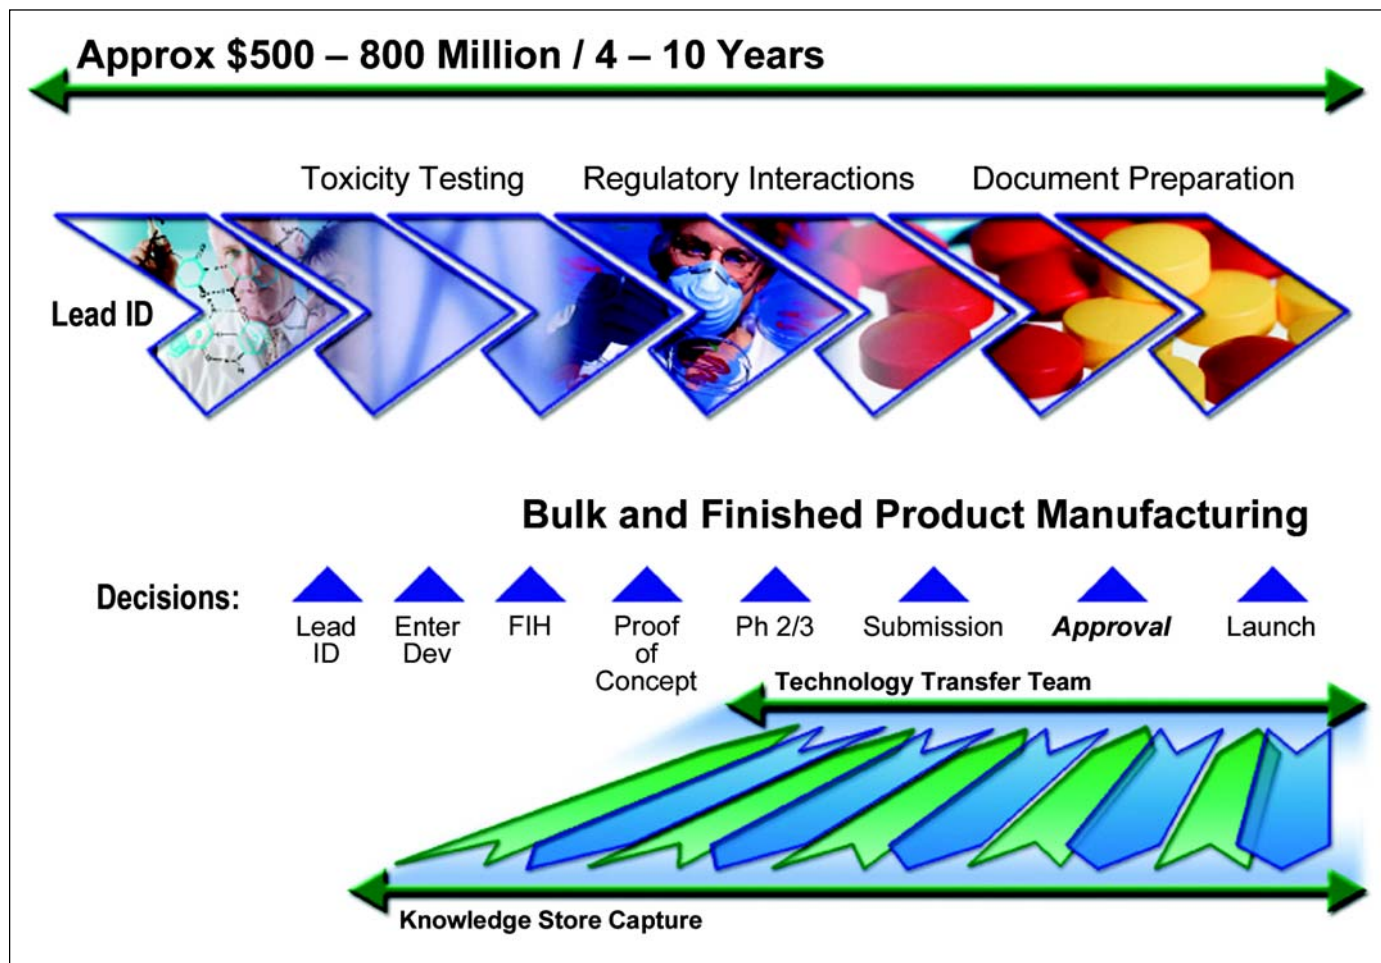 Approx $500 – 800 Million / 4 – 10 Years
Toxicity Testing
Regulatory Interactions
Document Preparation
Lead ID
Bulk and Finished Product Manufacturing
Decisions:
Lead
ID
Enter
Dev
FIH
Proof
of
Concept
Ph 2/3
Submission
Approval
Launch
Technology Transfer Team
Knowledge Store Capture